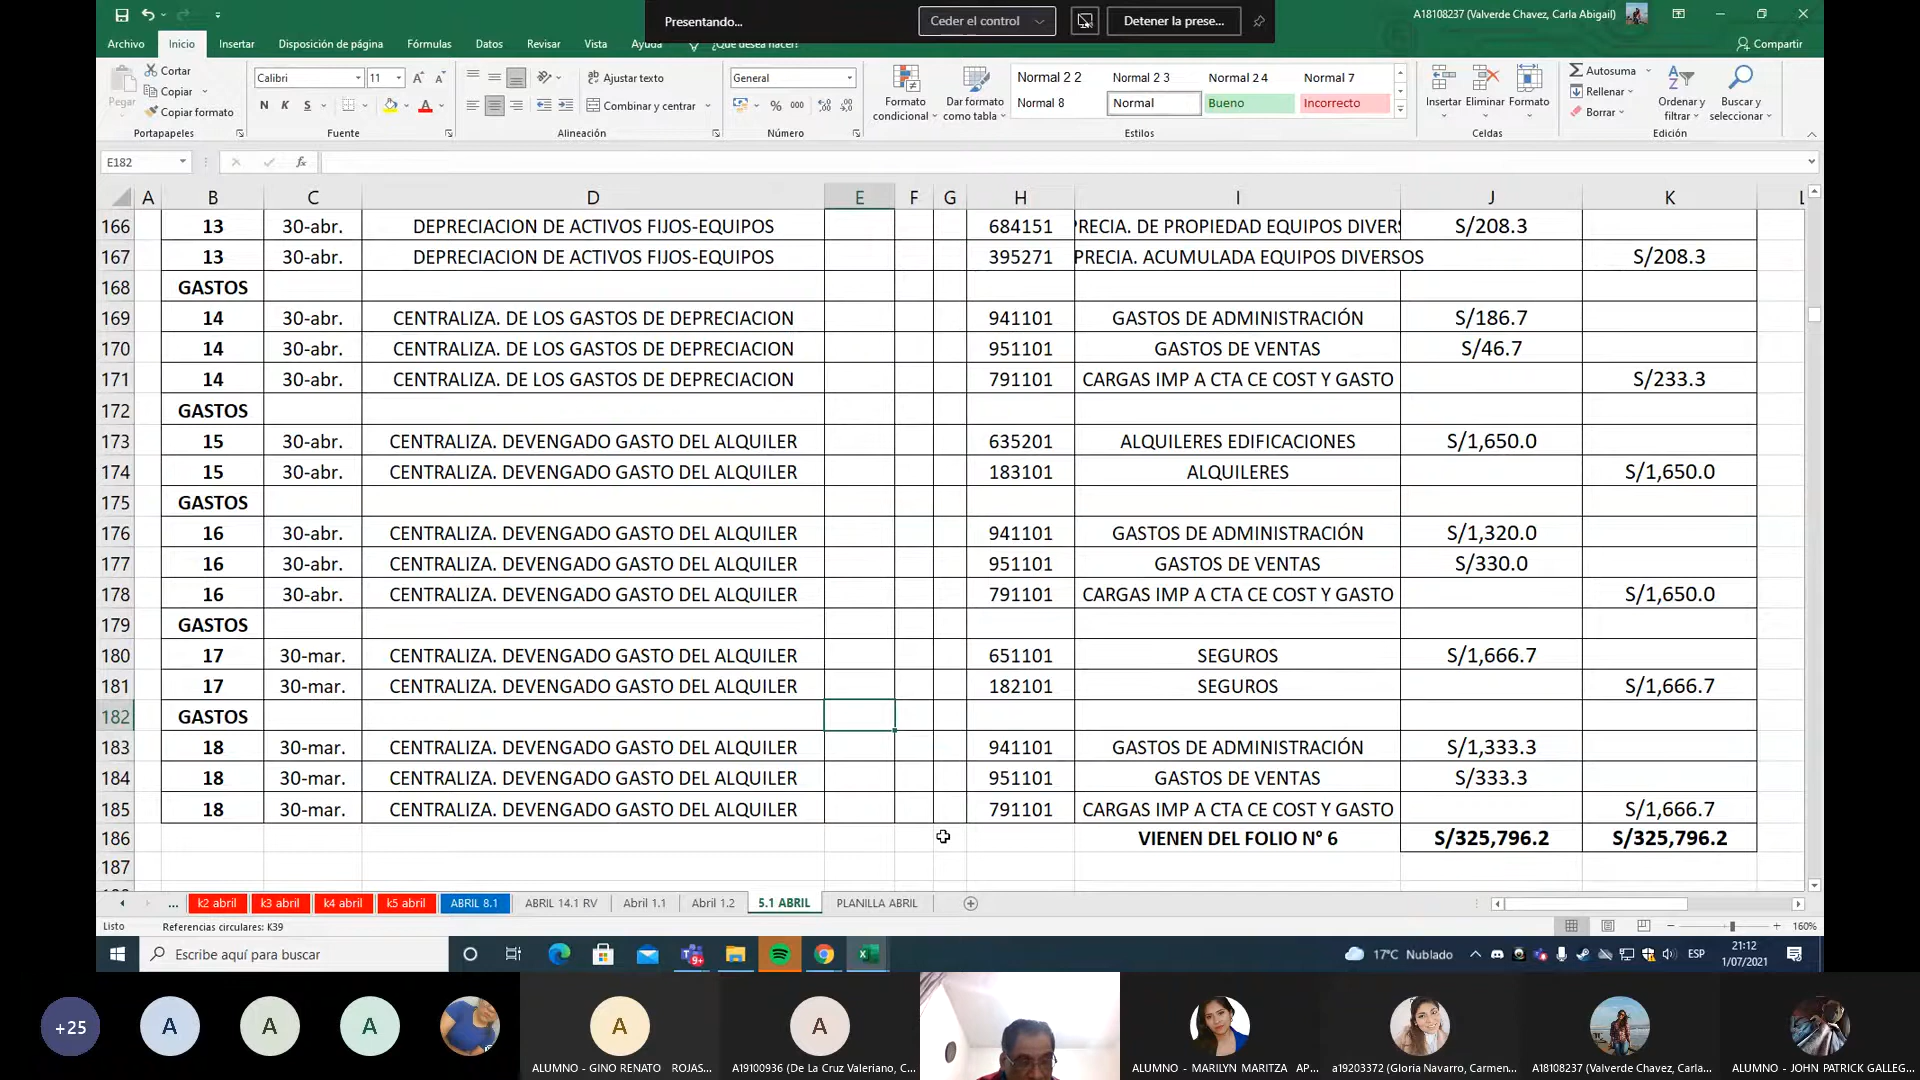 Presentando...
Ceder el control
Detener la prese...
A18108237 (Valverde Chavez, Carla Abigail)
Archivo Inicio Insertar Disposición de página Fórmulas Datos Revisar Vista Ayuda ¿Qué desea hacer?
Compartir
Pegar
Cortar
Copiar
Copiar formato
Portapapeles
Calibri 11
N K S
Fuente
Ajustar texto
Combinar y centrar
Alineación
General
% 000
Número
Formato condicional
Dar formato como tabla
Normal 2 2 Normal 2 3 Normal 2 4 Normal 7
Normal 8 Normal Bueno Incorrecto
Estilos
Insertar Eliminar Formato
Celdas
Autosuma
Rellenar
Borrar
Ordenar y filtrar
Buscar y seleccionar
Edición
E182
fx
A B C D E F G H I J K L
166 13 30-abr. DEPRECIACION DE ACTIVOS FIJOS-EQUIPOS 684151 PRECIA. DE PROPIEDAD EQUIPOS DIVERS S/208.3
167 13 30-abr. DEPRECIACION DE ACTIVOS FIJOS-EQUIPOS 395271 PRECIA. ACUMULADA EQUIPOS DIVERSOS S/208.3
168 GASTOS
169 14 30-abr. CENTRALIZA. DE LOS GASTOS DE DEPRECIACION 941101 GASTOS DE ADMINISTRACIÓN S/186.7
170 14 30-abr. CENTRALIZA. DE LOS GASTOS DE DEPRECIACION 951101 GASTOS DE VENTAS S/46.7
171 14 30-abr. CENTRALIZA. DE LOS GASTOS DE DEPRECIACION 791101 CARGAS IMP A CTA CE COST Y GASTO S/233.3
172 GASTOS
173 15 30-abr. CENTRALIZA. DEVENGADO GASTO DEL ALQUILER 635201 ALQUILERES EDIFICACIONES S/1,650.0
174 15 30-abr. CENTRALIZA. DEVENGADO GASTO DEL ALQUILER 183101 ALQUILERES S/1,650.0
175 GASTOS
176 16 30-abr. CENTRALIZA. DEVENGADO GASTO DEL ALQUILER 941101 GASTOS DE ADMINISTRACIÓN S/1,320.0
177 16 30-abr. CENTRALIZA. DEVENGADO GASTO DEL ALQUILER 951101 GASTOS DE VENTAS S/330.0
178 16 30-abr. CENTRALIZA. DEVENGADO GASTO DEL ALQUILER 791101 CARGAS IMP A CTA CE COST Y GASTO S/1,650.0
179 GASTOS
180 17 30-mar. CENTRALIZA. DEVENGADO GASTO DEL ALQUILER 651101 SEGUROS S/1,666.7
181 17 30-mar. CENTRALIZA. DEVENGADO GASTO DEL ALQUILER 182101 SEGUROS S/1,666.7
182 GASTOS
183 18 30-mar. CENTRALIZA. DEVENGADO GASTO DEL ALQUILER 941101 GASTOS DE ADMINISTRACIÓN S/1,333.3
184 18 30-mar. CENTRALIZA. DEVENGADO GASTO DEL ALQUILER 951101 GASTOS DE VENTAS S/333.3
185 18 30-mar. CENTRALIZA. DEVENGADO GASTO DEL ALQUILER 791101 CARGAS IMP A CTA CE COST Y GASTO S/1,666.7
186 VIENEN DEL FOLIO N° 6 S/325,796.2 S/325,796.2
187
... k2 abril k3 abril k4 abril k5 abril ABRIL 8.1 ABRIL 14.1 RV Abril 1.1 Abril 1.2 5.1 ABRIL PLANILLA ABRIL
Listo Referencias circulares: K39 160%
Escribe aquí para buscar
9+
17°C Nublado
ESP
21:12
1/07/2021
+25
A A A A A
ALUMNO - GINO RENATO ROJAS...
A19100936 (De La Cruz Valeriano, C...
ALUMNO - MARILYN MARITZA AP...
a19203372 (Gloria Navarro, Carmen...
A18108237 (Valverde Chavez, Carla...
ALUMNO - JOHN PATRICK GALLEG...